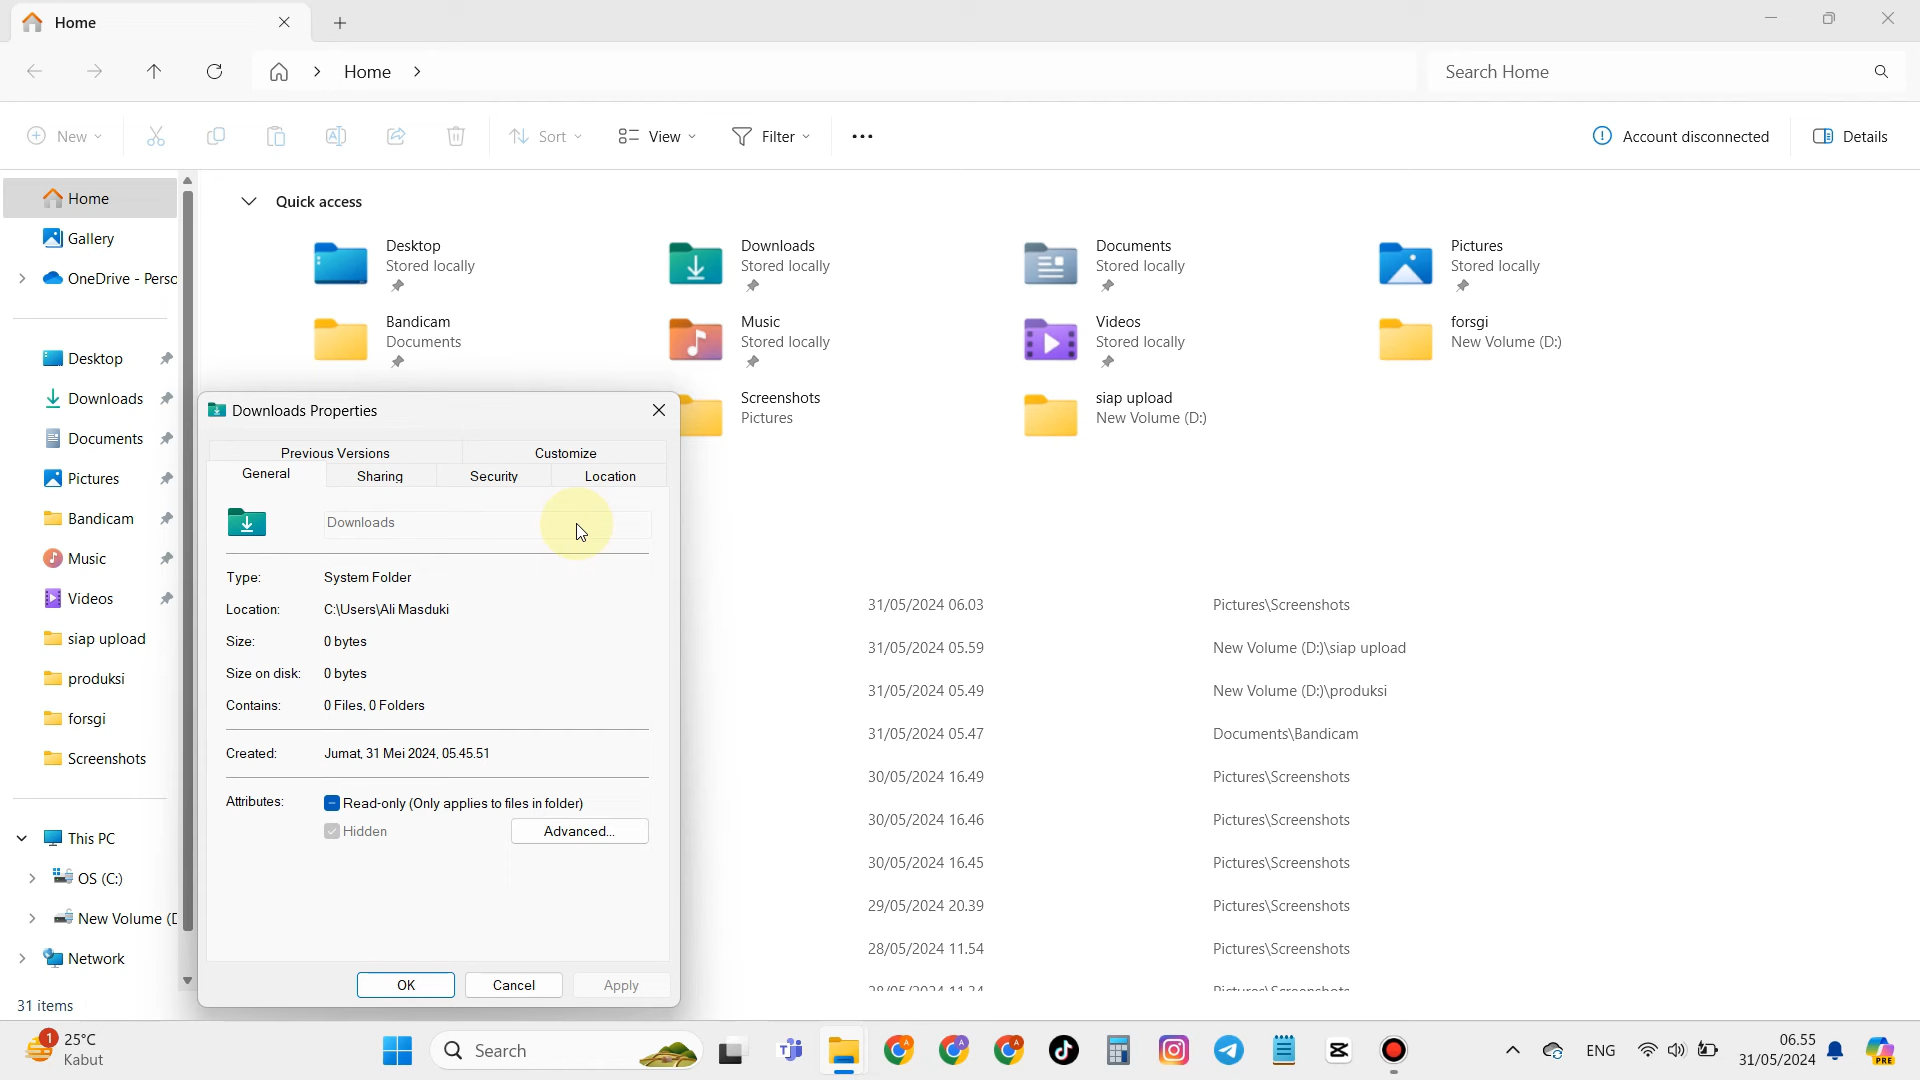 Home
Home
Search Home
New
Sort
View
Filter
Account disconnected
Details
Home
Gallery
OneDrive - Perso
Desktop
Downloads
Documents
Pictures
Bandicam
Music
Videos
siap upload
produksi
forsgi
Screenshots
This PC
OS (C:)
New Volume (D
Network
31 items
Quick access
Desktop
Stored locally
Downloads
Stored locally
Documents
Stored locally
Pictures
Stored locally
Bandicam
Documents
Music
Stored locally
Videos
Stored locally
forsgi
New Volume (D:)
Screenshots
Pictures
siap upload
New Volume (D:)
Downloads Properties
Previous Versions Customize
General Sharing Security Location
Downloads
Type: System Folder
Location: C:\Users\Ali Masduki
Size: 0 bytes
Size on disk: 0 bytes
Contains: 0 Files, 0 Folders
Created: Jumat, 31 Mei 2024, 05.45.51
Attributes: Read-only (Only applies to files in folder)
Hidden Advanced...
OK Cancel Apply
31/05/2024 06.03 Pictures\Screenshots
31/05/2024 05.59 New Volume (D:)\siap upload
31/05/2024 05.49 New Volume (D:)\produksi
31/05/2024 05.47 Documents\Bandicam
30/05/2024 16.49 Pictures\Screenshots
30/05/2024 16.46 Pictures\Screenshots
30/05/2024 16.45 Pictures\Screenshots
29/05/2024 20.39 Pictures\Screenshots
28/05/2024 11.54 Pictures\Screenshots
28/05/2024 11.34 Pictures\Screenshots
1
25°C
Kabut
Search
ENG
06.55
31/05/2024
PRE